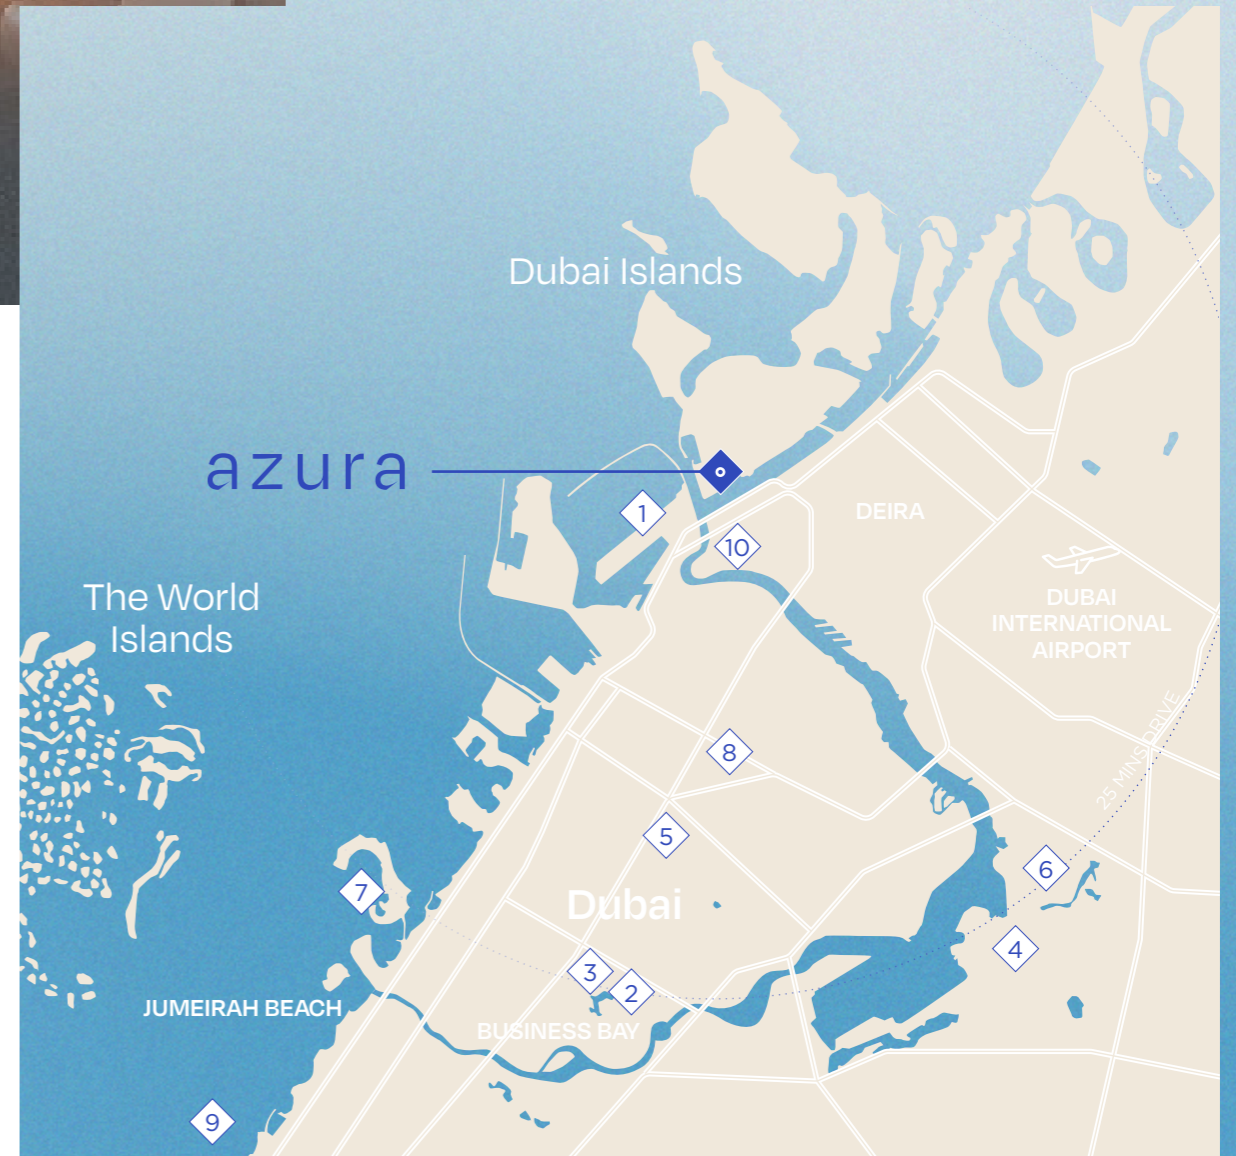 Dubai Islands
azura
1
10
DEIRA
The World
Islands
DUBAI
INTERNATIONAL
AIRPORT
25 MINS DRIVE
8
5
6
7
Dubai
4
3
2
JUMEIRAH BEACH
BUSINESS BAY
9